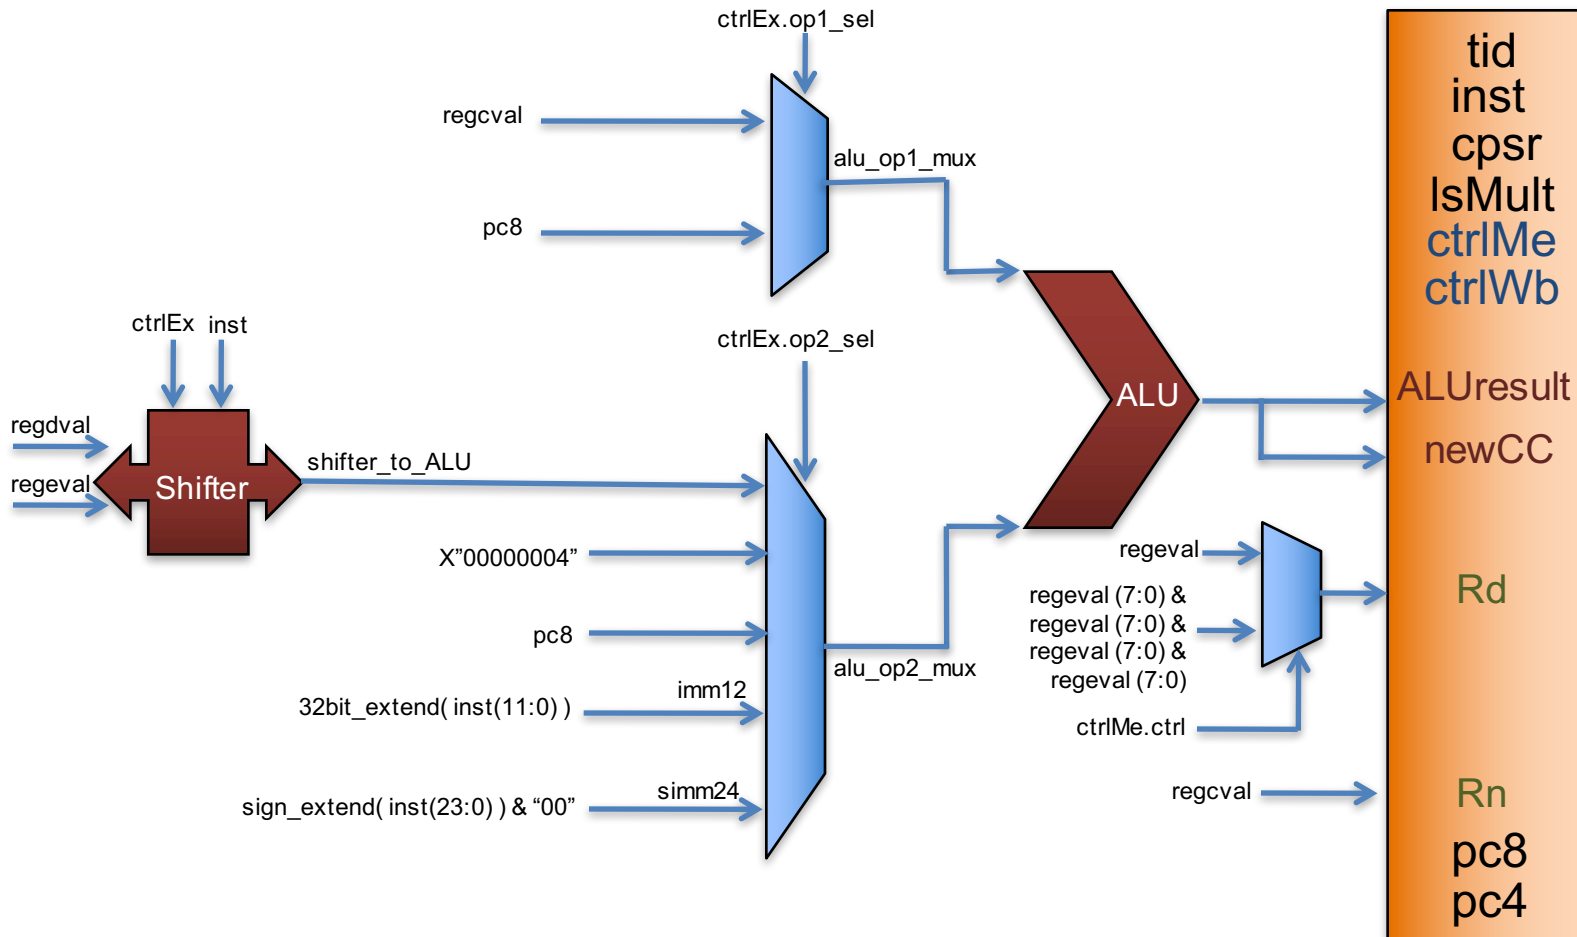 ctrlEx.op1_sel
regcval
alu_op1_mux
pc8
ctrlEx inst
regdval
regeval
Shifter
shifter_to_ALU
ctrlEx.op2_sel
X”00000004”
pc8
alu_op2_mux
imm12
32bit_extend( inst(11:0) )
simm24
sign_extend( inst(23:0) ) & “00”
ALU
regeval
regeval (7:0) &
regeval (7:0) &
regeval (7:0) &
regeval (7:0)
ctrlMe.ctrl
regcval
tid
inst
cpsr
lsMult
ctrlMe
ctrlWb
ALUresult
newCC
Rd
Rn
pc8
pc4